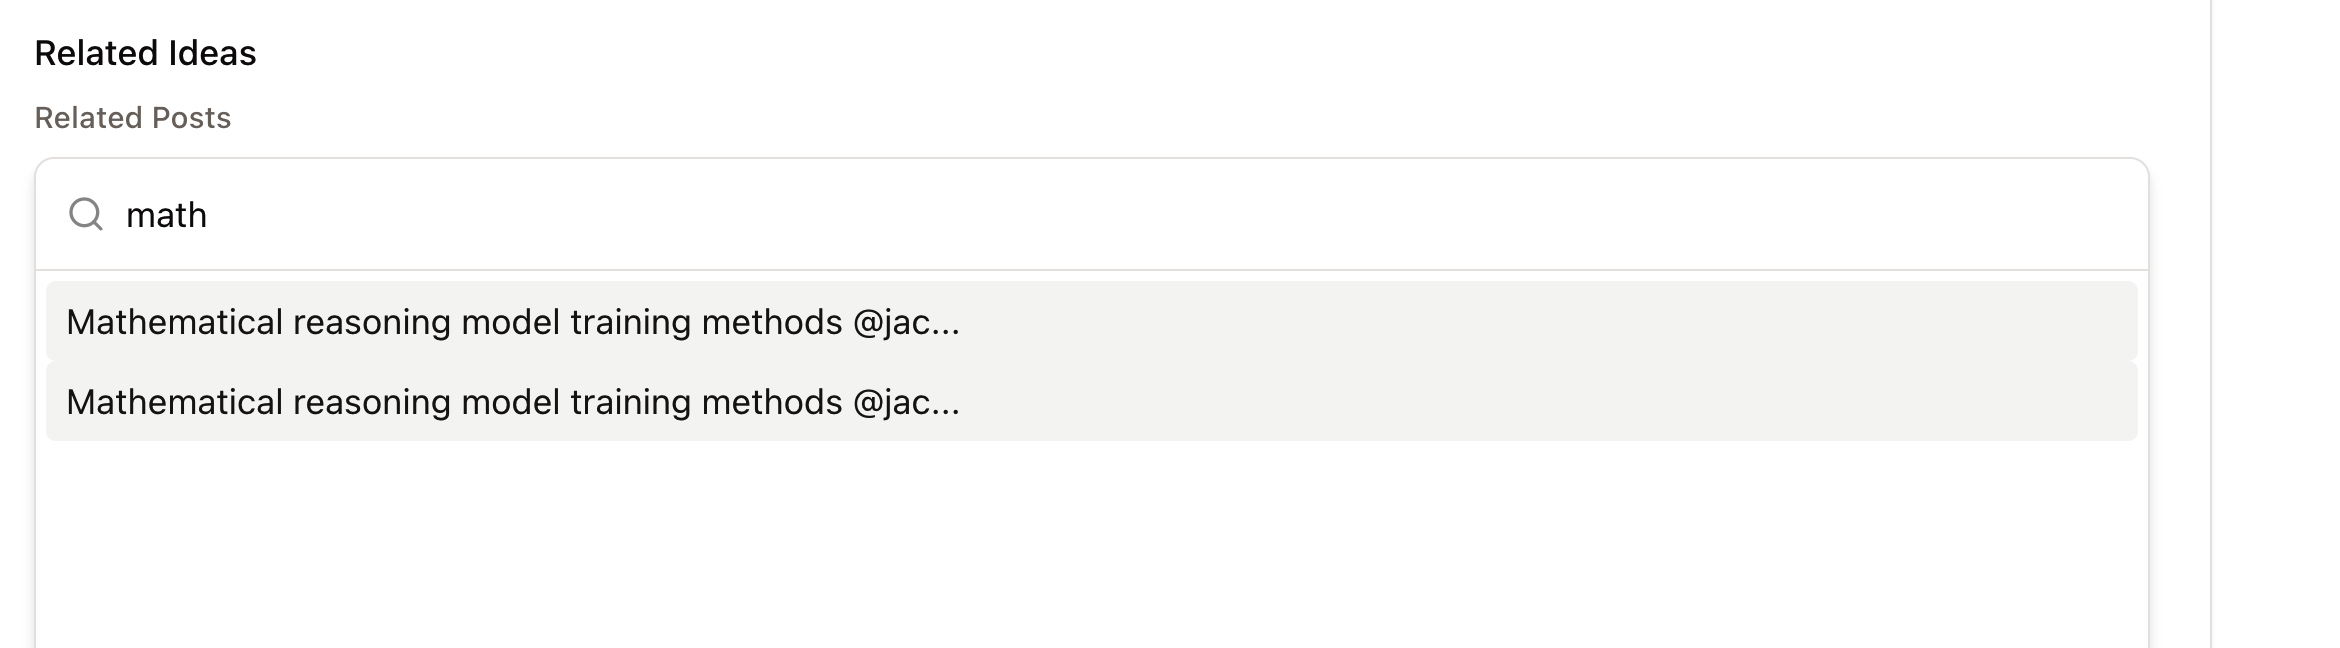 Related Ideas
Related Posts
math
Mathematical reasoning model training methods @jac...
Mathematical reasoning model training methods @jac...